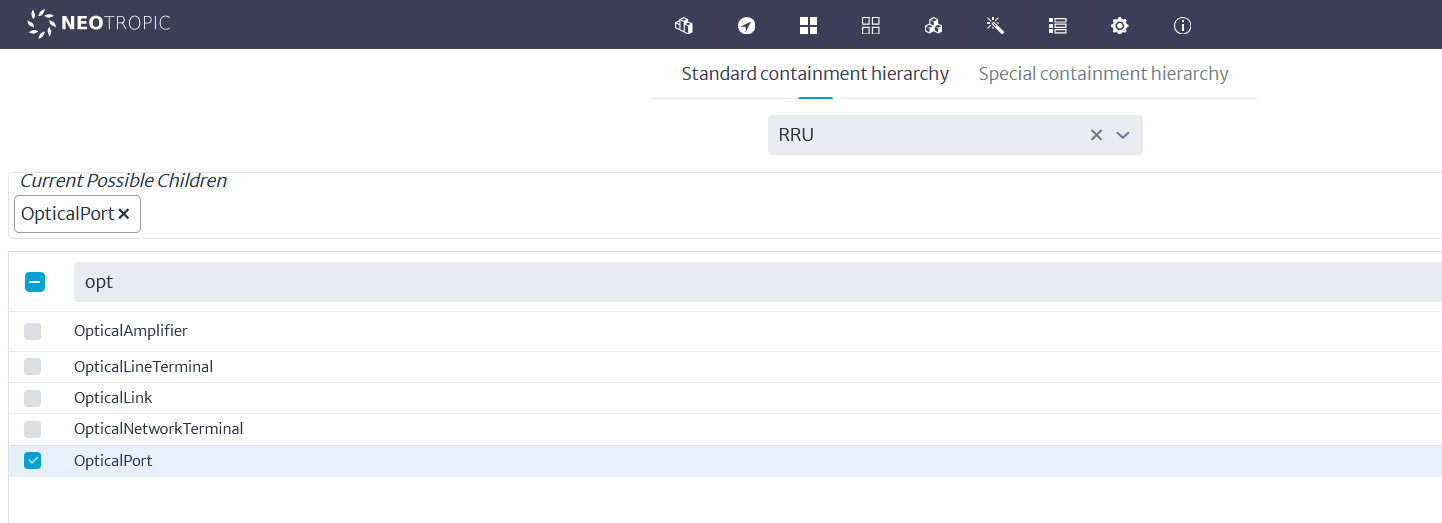 NEOTROPIC
Standard containment hierarchy Special containment hierarchy
RRU
Current Possible Children
OpticalPort
opt
OpticalAmplifier
OpticalLineTerminal
OpticalLink
OpticalNetworkTerminal
OpticalPort